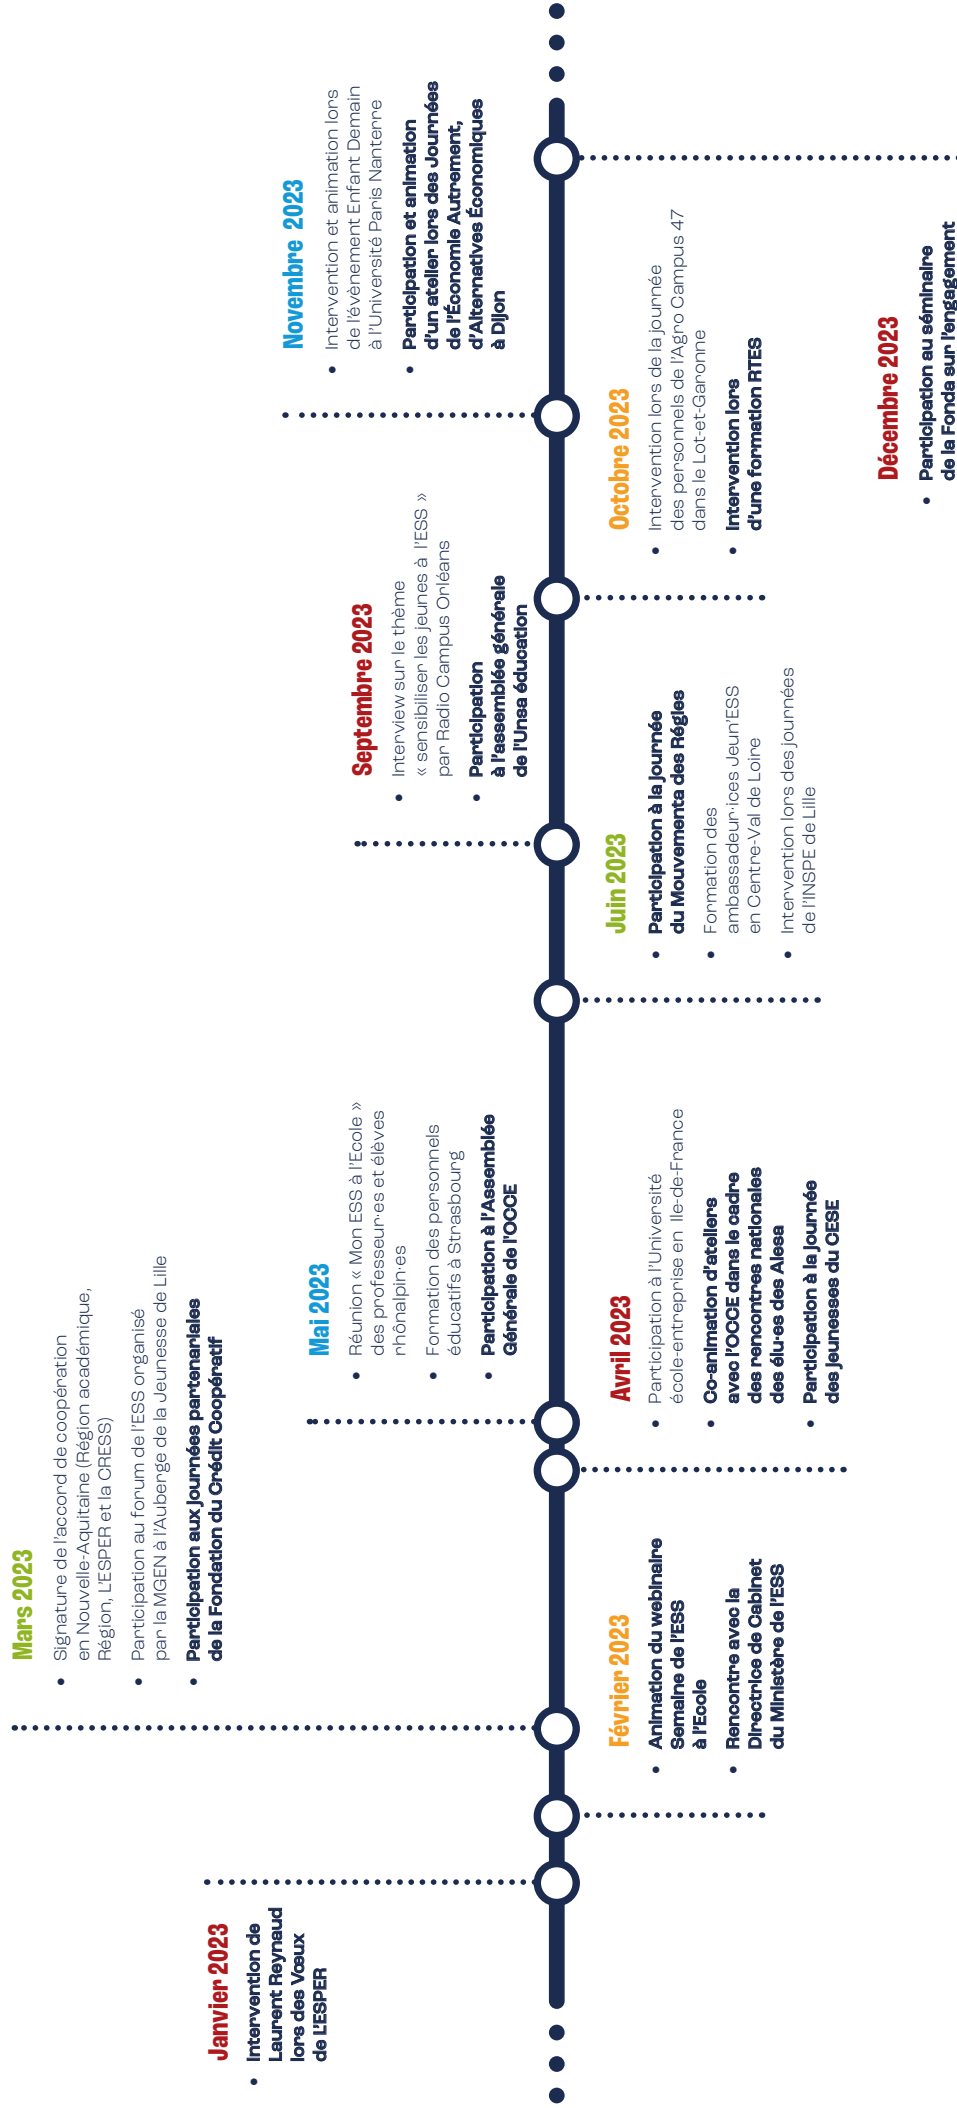 Janvier 2023
• Intervention de
Laurent Reynaud
lors des Vœux
de L'ESPER
Février 2023
• Animation du webinaire
Semaine de l'ESS
à l'Ecole
• Rencontre avec la
Directrice de Cabinet
du Ministère de l'ESS
Mars 2023
• Signature de l'accord de coopération
en Nouvelle-Aquitaine (Région académique,
Région, L'ESPER et la CRESS)
• Participation au forum de l'ESS organisé
par la MGEN à l'Auberge de la Jeunesse de Lille
• Participation aux journées partenariales
de la Fondation du Crédit Coopératif
Avril 2023
• Participation à l'Université
école-entreprise en Ile-de-France
• Co-animation d'ateliers
avec l'OCCE dans le cadre
des rencontres nationales
des élu·es des Alesa
• Participation à la journée
des jeunesses du CESE
Mai 2023
• Réunion « Mon ESS à l'Ecole »
des professeur·es et élèves
rhônalpin·es
• Formation des personnels
éducatifs à Strasbourg
• Participation à l'Assemblée
Générale de l'OCCE
Juin 2023
• Participation à la journée
du Mouvements des Régies
• Formation des
ambassadeur·ices Jeun'ESS
en Centre-Val de Loire
• Intervention lors des journées
de l'INSPE de Lille
Septembre 2023
• Interview sur le thème
« sensibiliser les jeunes à l'ESS »
par Radio Campus Orléans
• Participation
à l'assemblée générale
de l'Unsa éducation
Octobre 2023
• Intervention lors de la journée
des personnels de l'Agro Campus 47
dans le Lot-et-Garonne
• Intervention lors
d'une formation RTES
Novembre 2023
• Intervention et animation lors
de l'évènement Enfant Demain
à l'Université Paris Nanterre
• Participation et animation
d'un atelier lors des Journées
de l'Économie Autrement,
d'Alternatives Économiques
à Dijon
Décembre 2023
• Participation au séminaire
de la Fonda sur l'engagement